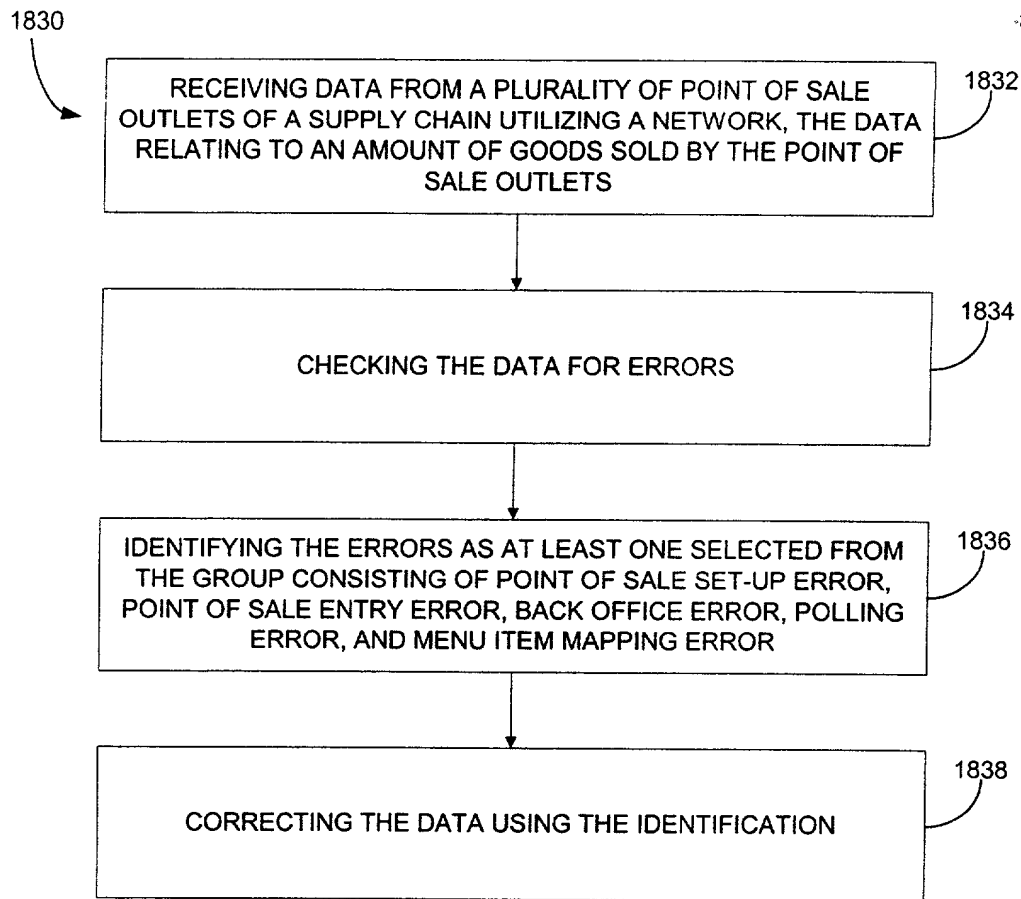 1830
1832
RECEIVING DATA FROM A PLURALITY OF POINT OF SALE
OUTLETS OF A SUPPLY CHAIN UTILIZING A NETWORK, THE DATA
RELATING TO AN AMOUNT OF GOODS SOLD BY THE POINT OF
SALE OUTLETS
1834
CHECKING THE DATA FOR ERRORS
1836
IDENTIFYING THE ERRORS AS AT LEAST ONE SELECTED FROM
THE GROUP CONSISTING OF POINT OF SALE SET-UP ERROR,
POINT OF SALE ENTRY ERROR, BACK OFFICE ERROR, POLLING
ERROR, AND MENU ITEM MAPPING ERROR
1838
CORRECTING THE DATA USING THE IDENTIFICATION